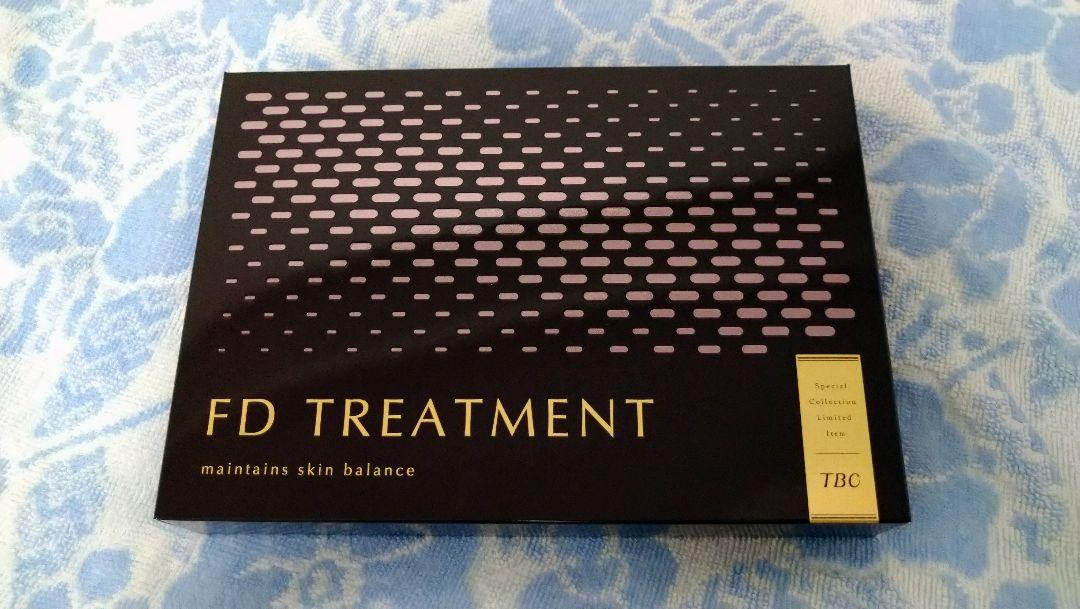 FD TREATMENT
maintains skin balance
Special
Collection
Limited
Item
TBC